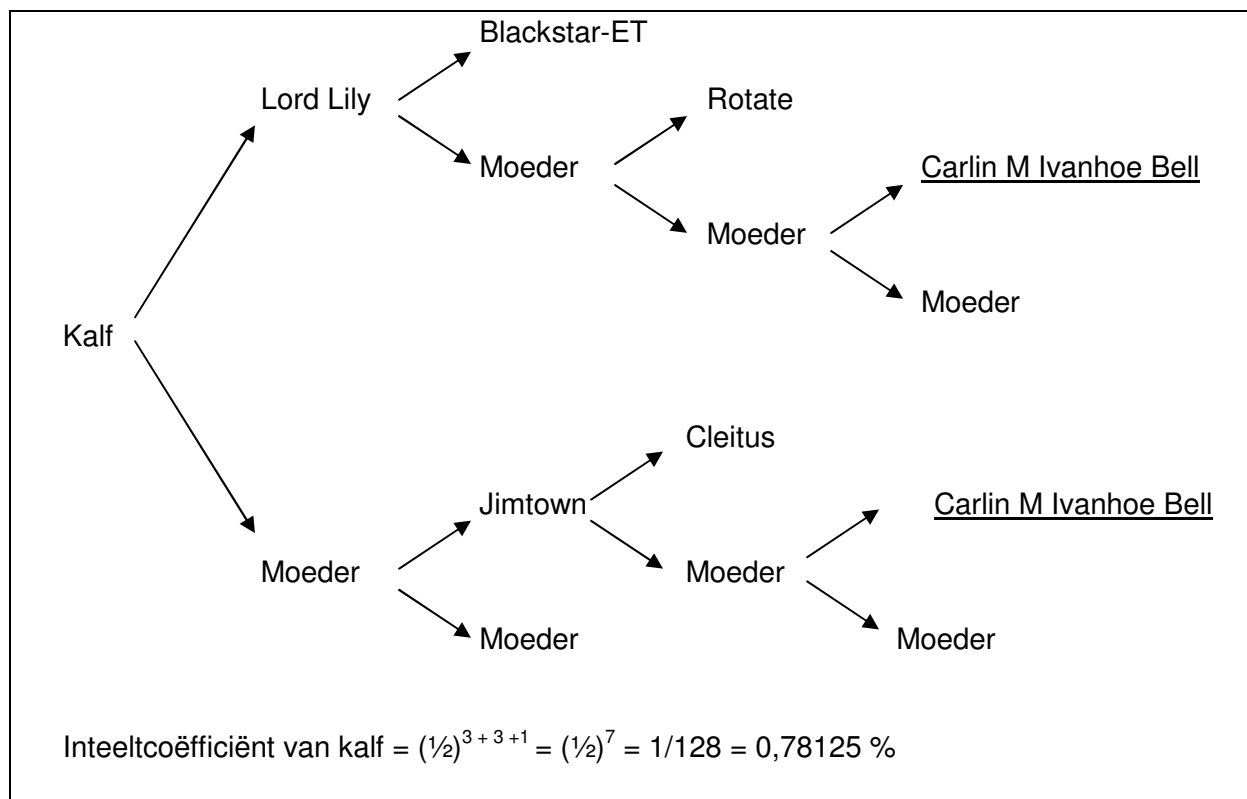 Blackstar-ET
Lord Lily
Rotate
Moeder
Carlin M Ivanhoe Bell
Moeder
Moeder
Kalf
Cleitus
Jimtown
Carlin M Ivanhoe Bell
Moeder
Moeder
Moeder
Moeder
Inteeltcoëfficiënt van kalf = (½)^3 + 3 +1 = (½)^7 = 1/128 = 0,78125 %